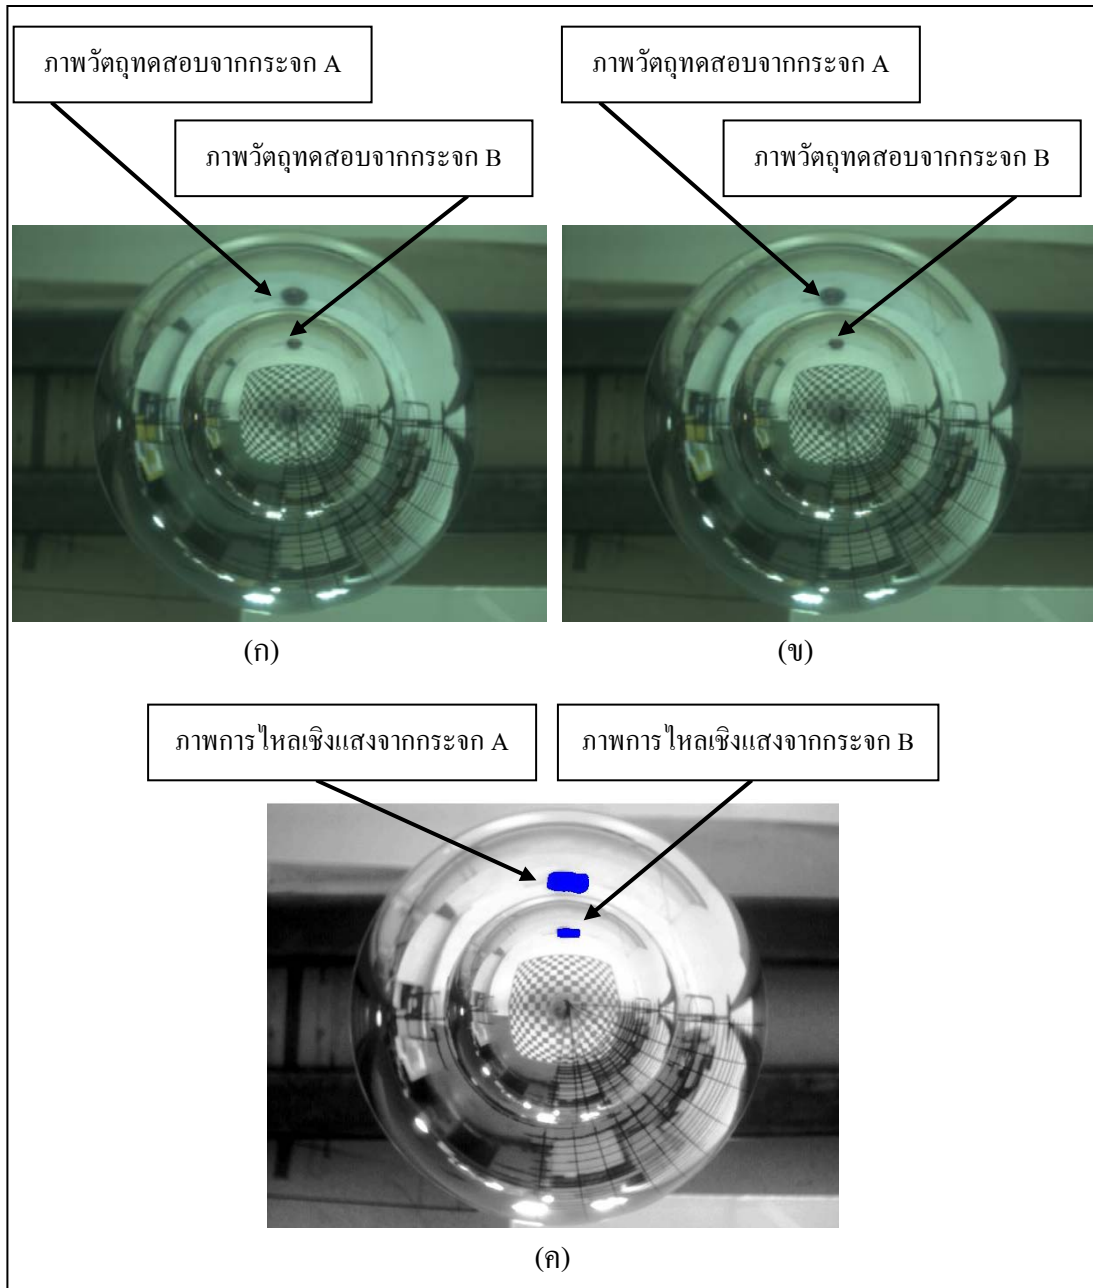 ภาพวัตถุทดสอบจากกระจก A
ภาพวัตถุทดสอบจากกระจก B
ภาพวัตถุทดสอบจากกระจก A
ภาพวัตถุทดสอบจากกระจก B
(ก)
(ข)
ภาพการไหลเชิงแสงจากกระจก A
ภาพการไหลเชิงแสงจากกระจก B
(ค)